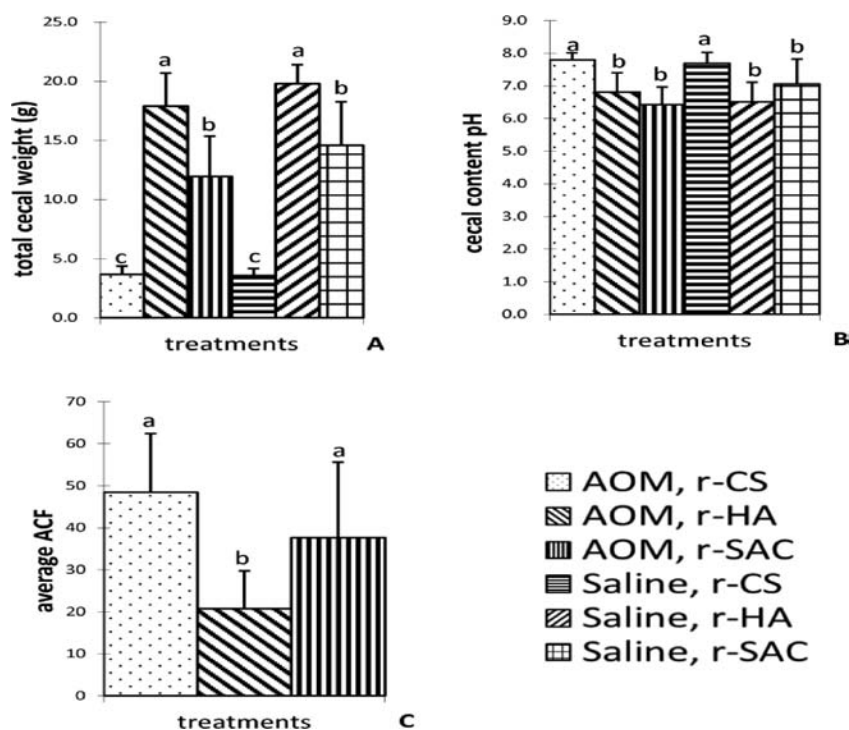 25.0
20.0
15.0
10.0
5.0
0.0
total cecal weight (g)
c
a
b
c
a
b
treatments
A
9.0
8.0
7.0
6.0
5.0
4.0
3.0
2.0
1.0
0.0
cecal content pH
a
b
b
a
b
b
treatments
B
70
60
50
40
30
20
10
0
average ACF
a
b
a
treatments
C
AOM, r-CS
AOM, r-HA
AOM, r-SAC
Saline, r-CS
Saline, r-HA
Saline, r-SAC